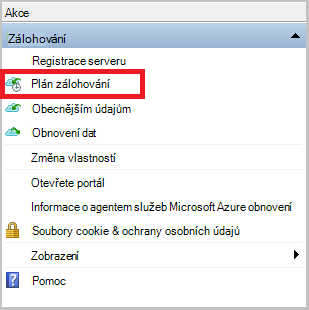 Akce
Zálohování
Registrace serveru
Plán zálohování
Obecnějším údajům
Obnovení dat
Změna vlastností
Otevřete portál
Informace o agentem služeb Microsoft Azure obnovení
Soubory cookie & ochrany osobních údajů
Zobrazení
Pomoc